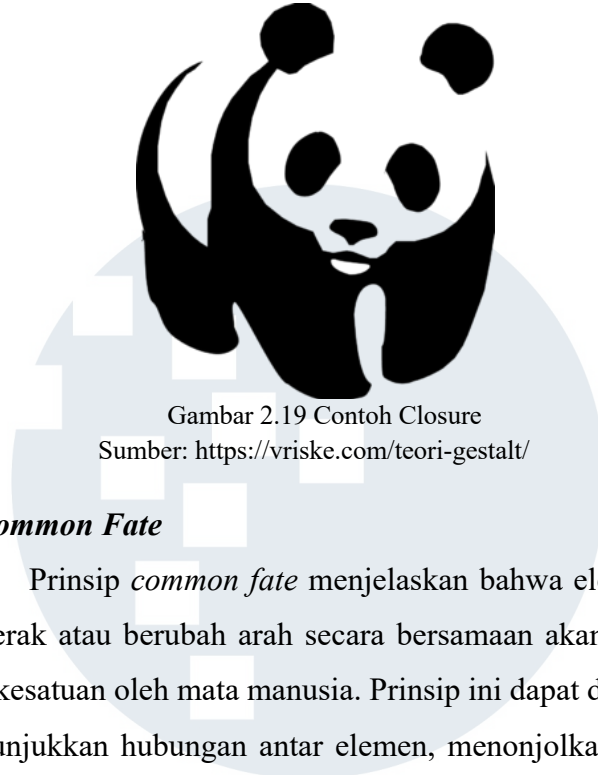 Gambar 2.19 Contoh Closure
Sumber: https://vriske.com/teori-gestalt/
ommon Fate
Prinsip common fate menjelaskan bahwa ele
erak atau berubah arah secara bersamaan akan
kesatuan oleh mata manusia. Prinsip ini dapat d
unjukkan hubungan antar elemen, menonjolka